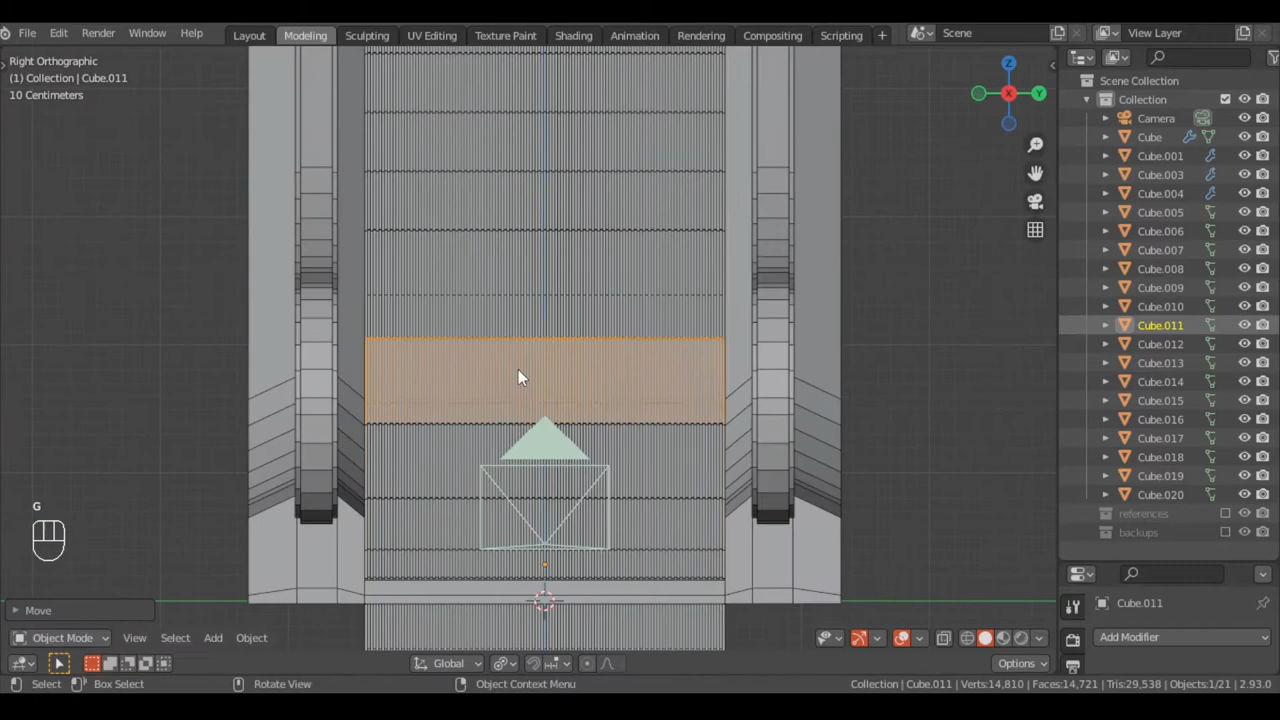 File Edit Render Window Help
Layout Modeling Sculpting UV Editing Texture Paint Shading Animation Rendering Compositing Scripting +
Scene
View Layer
Right Orthographic
(1) Collection | Cube.011
10 Centimeters
Z
X
Y
Scene Collection
Collection
Camera
Cube
Cube.001
Cube.003
Cube.004
Cube.005
Cube.006
Cube.007
Cube.008
Cube.009
Cube.010
Cube.011
Cube.012
Cube.013
Cube.014
Cube.015
Cube.016
Cube.017
Cube.018
Cube.019
Cube.020
references
backups
G
Move
Cube.011
Add Modifier
Object Mode View Select Add Object
Global
Options
Select Box Select Rotate View Object Context Menu Collection | Cube.011 | Verts:14,810 | Faces:14,721 | Tris:29,538 | Objects:1/21 | 2.93.0